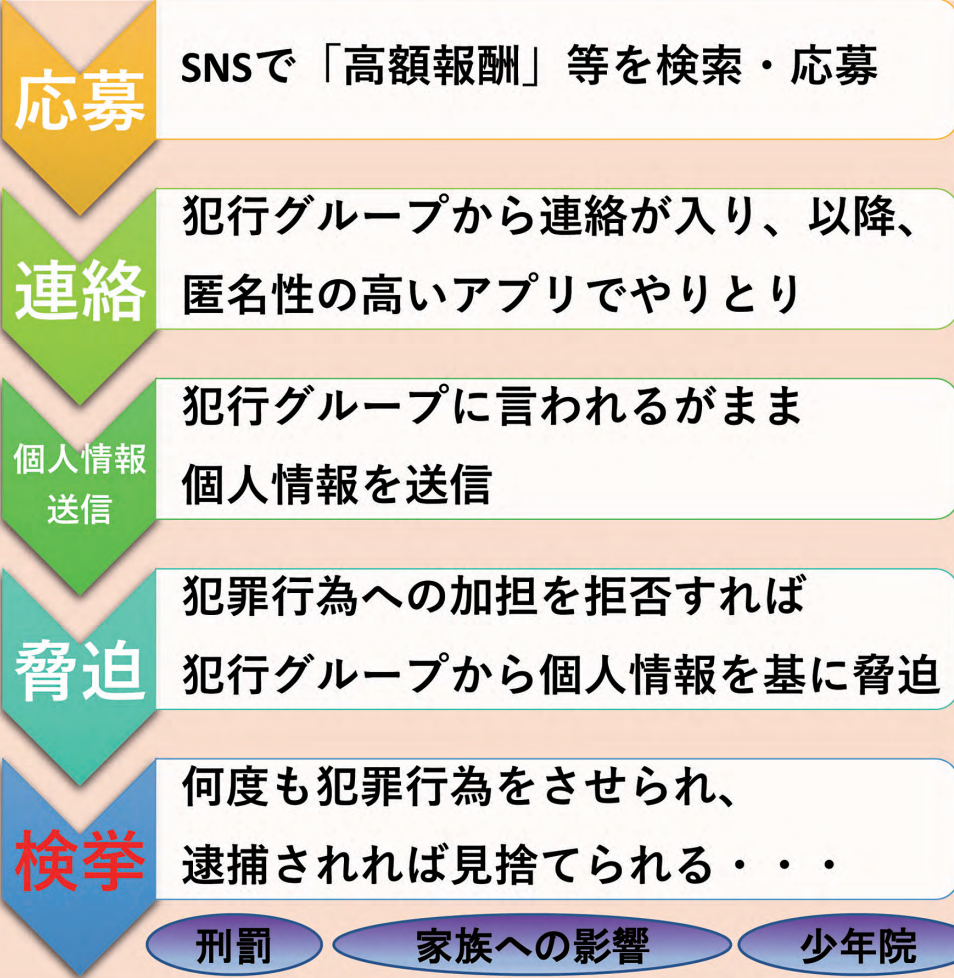 応募
SNSで「高額報酬」等を検索・応募
連絡
犯行グループから連絡が入り、以降、
匿名性の高いアプリでやりとり
個人情報
送信
犯行グループに言われるがまま
個人情報を送信
脅迫
犯罪行為への加担を拒否すれば
犯行グループから個人情報を基に脅迫
検挙
何度も犯罪行為をさせられ、
逮捕されれば見捨てられる・・・
刑罰
家族への影響
少年院